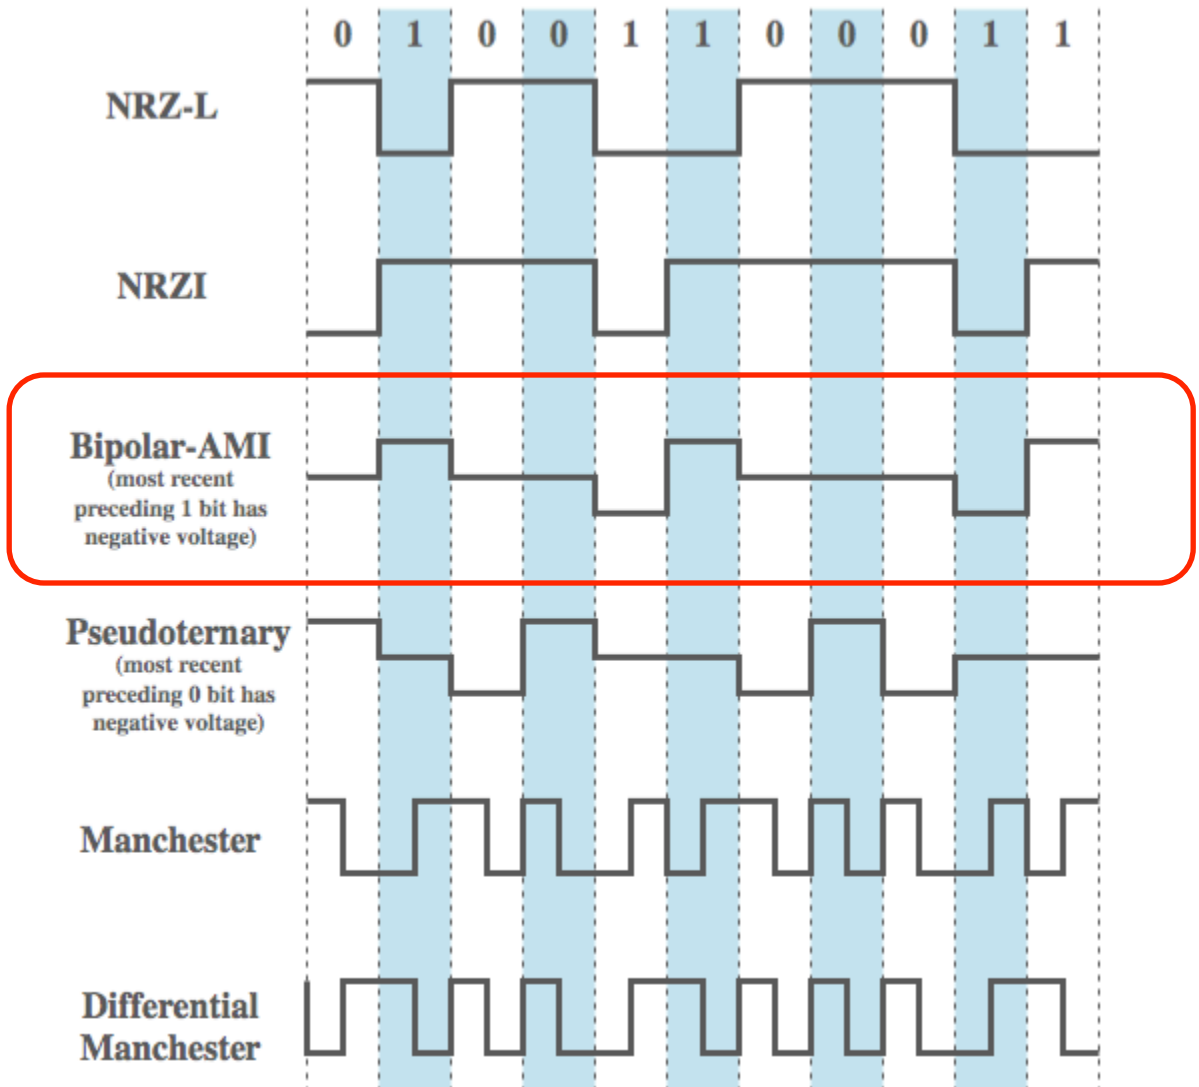 0 1 0 0 1 1 0 0 0 1 1
NRZ-L
NRZI
Bipolar-AMI
(most recent
preceding 1 bit has
negative voltage)
Pseudoternary
(most recent
preceding 0 bit has
negative voltage)
Manchester
Differential
Manchester